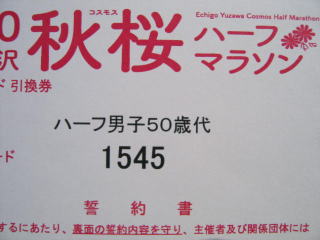 コスモス
Echigo Yuzawa Cosmos Half Marathon
秋桜 ハーフ
マラソン
0
沢
ド 引換券
ハーフ男子50歳代
ード 1545
誓約書
するにあたり、裏面の誓約内容を守り、主催者及び関係団体には